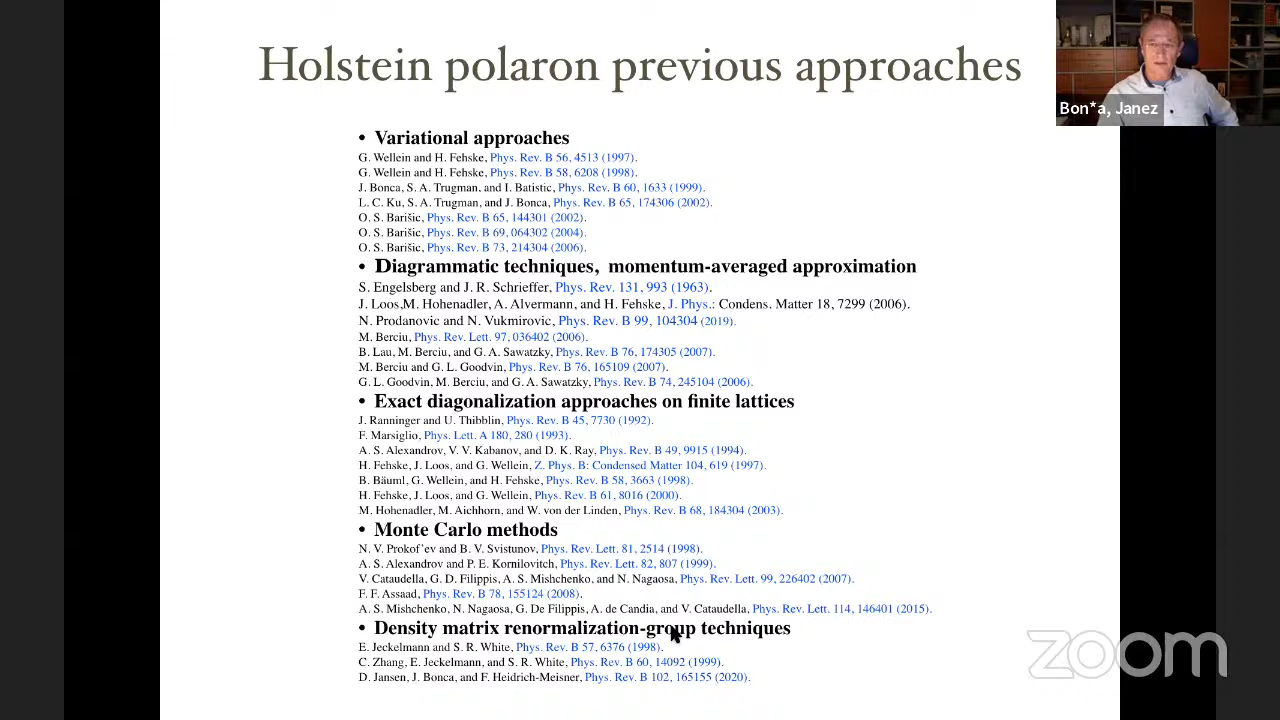 Holstein polaron previous approaches
Bon*a, Janez
• Variational approaches
G. Wellein and H. Fehske, Phys. Rev. B 56, 4513 (1997).
G. Wellein and H. Fehske, Phys. Rev. B 58, 6208 (1998).
J. Bonca, S. A. Trugman, and I. Batistic, Phys. Rev. B 60, 1633 (1999).
L. C. Ku, S. A. Trugman, and J. Bonca, Phys. Rev. B 65, 174306 (2002).
O. S. Barišic, Phys. Rev. B 65, 144301 (2002).
O. S. Barišic, Phys. Rev. B 69, 064302 (2004).
O. S. Barišic, Phys. Rev. B 73, 214304 (2006).
• Diagrammatic techniques, momentum-averaged approximation
S. Engelsberg and J. R. Schrieffer, Phys. Rev. 131, 993 (1963).
J. Loos,M. Hohenadler, A. Alvermann, and H. Fehske, J. Phys.: Condens. Matter 18, 7299 (2006).
N. Prodanovic and N. Vukmirovic, Phys. Rev. B 99, 104304 (2019).
M. Berciu, Phys. Rev. Lett. 97, 036402 (2006).
B. Lau, M. Berciu, and G. A. Sawatzky, Phys. Rev. B 76, 174305 (2007).
M. Berciu and G. L. Goodvin, Phys. Rev. B 76, 165109 (2007).
G. L. Goodvin, M. Berciu, and G. A. Sawatzky, Phys. Rev. B 74, 245104 (2006).
• Exact diagonalization approaches on finite lattices
J. Ranninger and U. Thibblin, Phys. Rev. B 45, 7730 (1992).
F. Marsiglio, Phys. Lett. A 180, 280 (1993).
A. S. Alexandrov, V. V. Kabanov, and D. K. Ray, Phys. Rev. B 49, 9915 (1994).
H. Fehske, J. Loos, and G. Wellein, Z. Phys. B: Condensed Matter 104, 619 (1997).
B. Bäuml, G. Wellein, and H. Fehske, Phys. Rev. B 58, 3663 (1998).
H. Fehske, J. Loos, and G. Wellein, Phys. Rev. B 61, 8016 (2000).
M. Hohenadler, M. Aichhorn, and W. von der Linden, Phys. Rev. B 68, 184304 (2003).
• Monte Carlo methods
N. V. Prokof'ev and B. V. Svistunov, Phys. Rev. Lett. 81, 2514 (1998).
A. S. Alexandrov and P. E. Kornilovitch, Phys. Rev. Lett. 82, 807 (1999).
V. Cataudella, G. D. Filippis, A. S. Mishchenko, and N. Nagaosa, Phys. Rev. Lett. 99, 226402 (2007).
F. F. Assaad, Phys. Rev. B 78, 155124 (2008).
A. S. Mishchenko, N. Nagaosa, G. De Filippis, A. de Candia, and V. Cataudella, Phys. Rev. Lett. 114, 146401 (2015).
• Density matrix renormalization-group techniques
E. Jeckelmann and S. R. White, Phys. Rev. B 57, 6376 (1998).
C. Zhang, E. Jeckelmann, and S. R. White, Phys. Rev. B 60, 14092 (1999).
D. Jansen, J. Bonca, and F. Heidrich-Meisner, Phys. Rev. B 102, 165155 (2020).
zoom